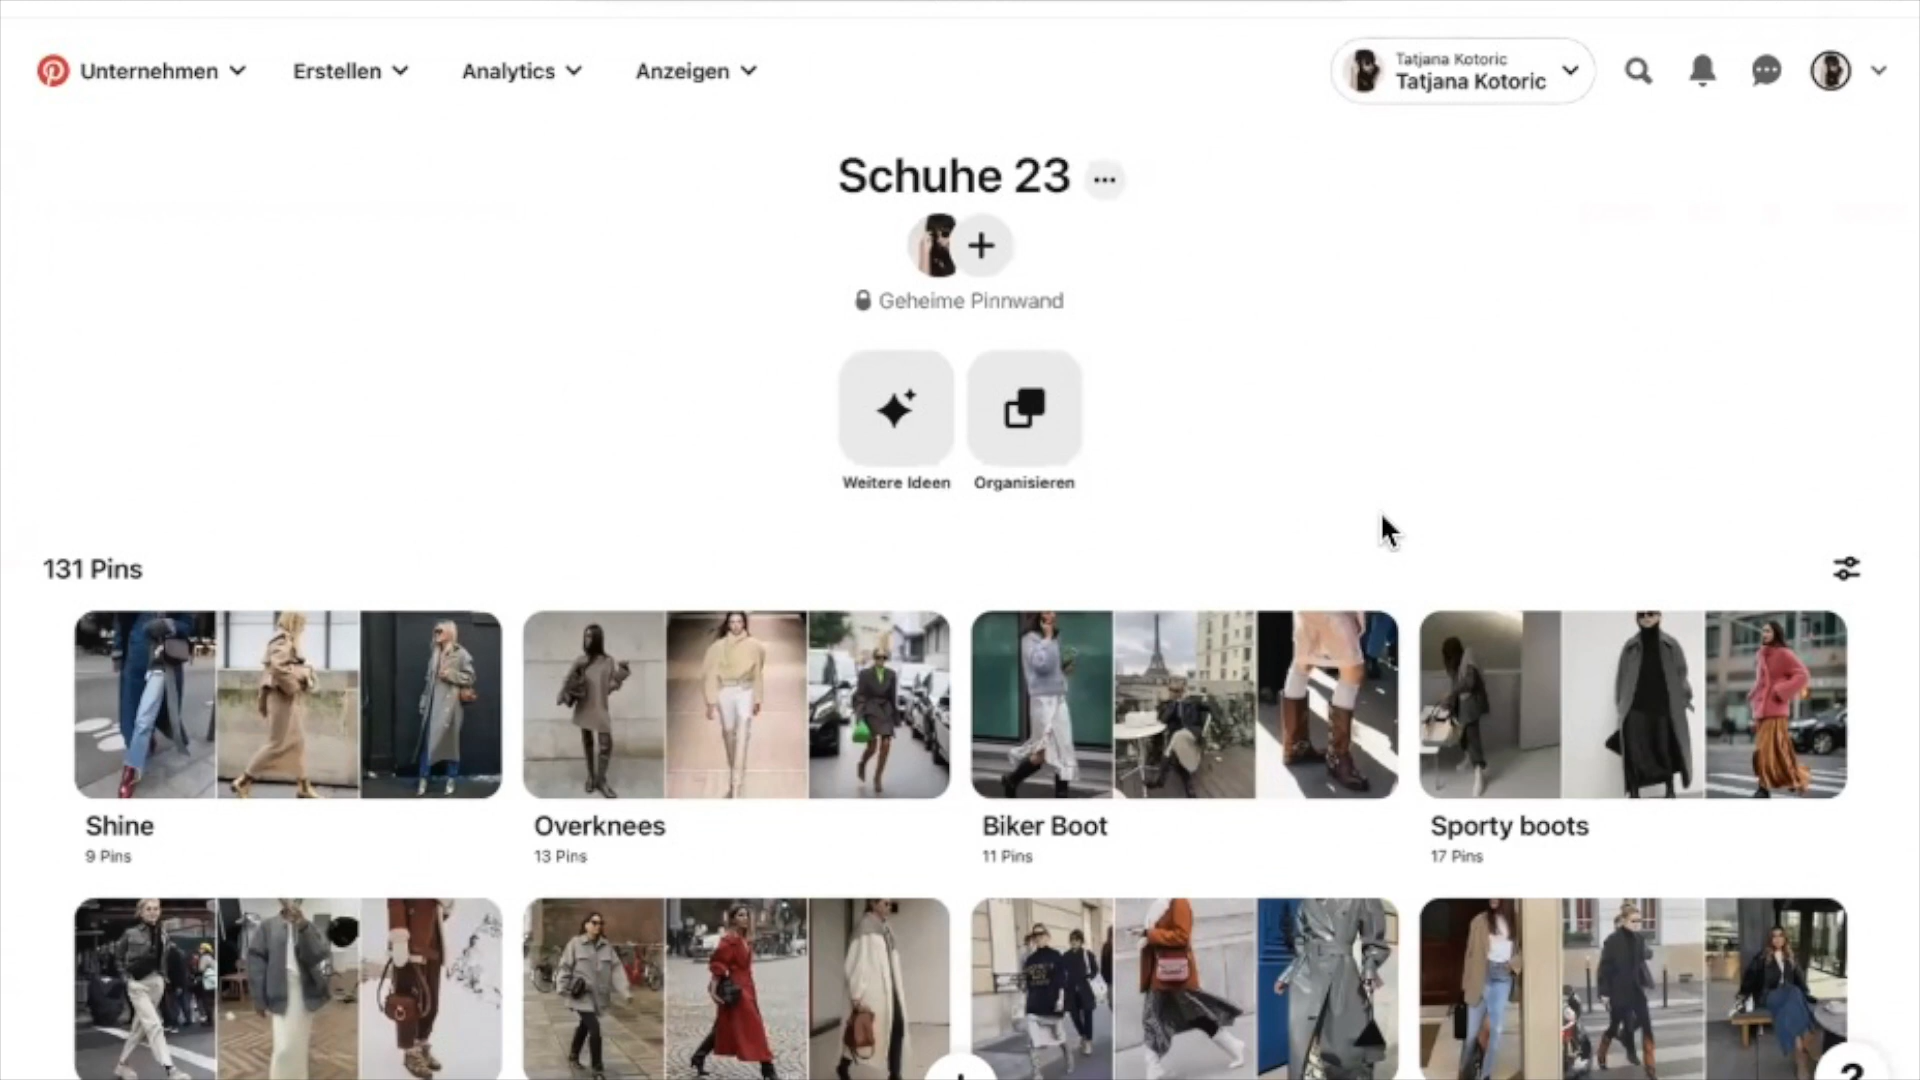 Unternehmen
Erstellen
Analytics
Anzeigen
Tatjana Kotoric
Tatjana Kotoric
Schuhe 23
Geheime Pinnwand
Weitere Ideen
Organisieren
131 Pins
Shine
9 Pins
Overknees
13 Pins
Biker Boot
11 Pins
Sporty boots
17 Pins